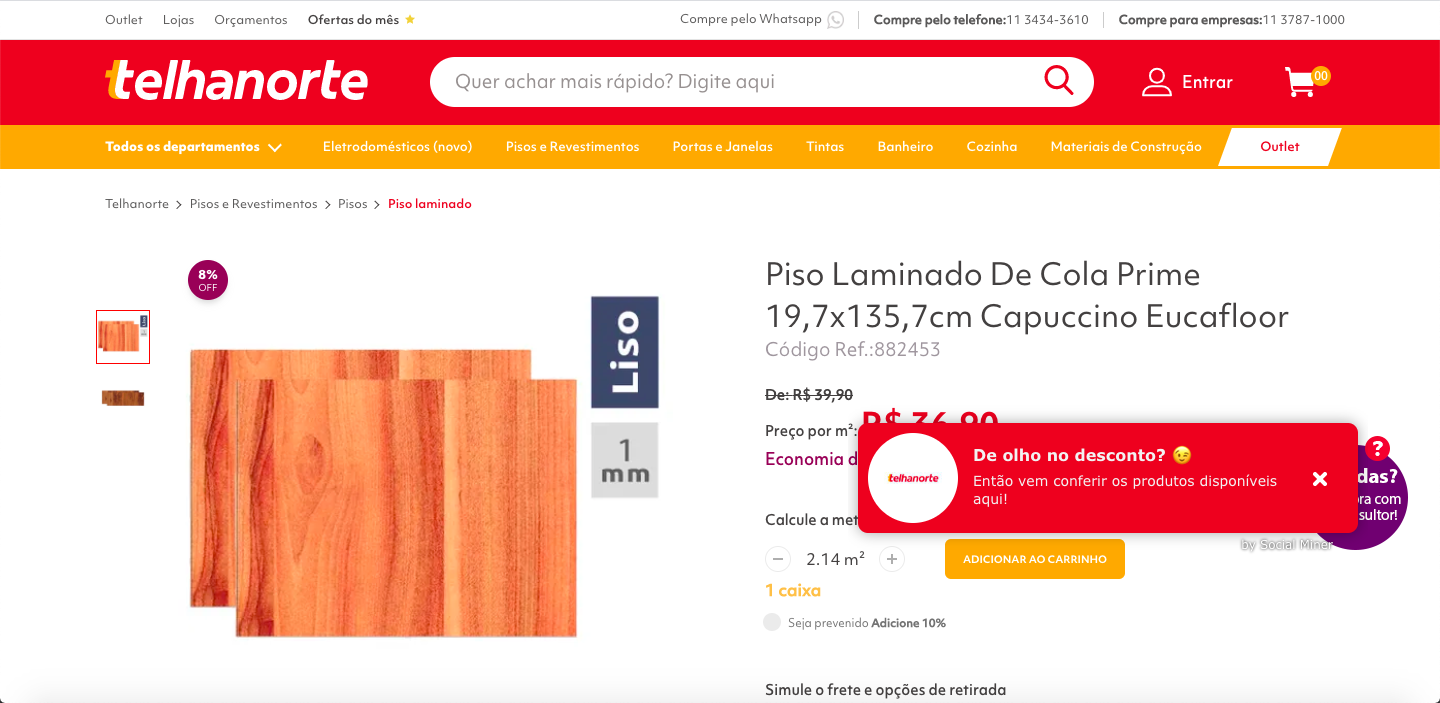 Outlet Lojas Orçamentos Ofertas do mês Compre pelo Whatsapp Compre pelo telefone:11 3434-3610 Compre para empresas:11 3787-1000
telhanorte Quer achar mais rápido? Digite aqui Entrar 00
Todos os departamentos Eletrodomésticos (novo) Pisos e Revestimentos Portas e Janelas Tintas Banheiro Cozinha Materiais de Construção Outlet
Telhanorte > Pisos e Revestimentos > Pisos > Piso laminado
8%
OFF
Liso
1
mm
Piso Laminado De Cola Prime
19,7x135,7cm Capuccino Eucafloor
Código Ref.:882453
De: R$ 39,90
Preço por m²: R$ 36,90
Economia d
De olho no desconto? 😉
telhanorte
Então vem conferir os produtos disponíveis
aqui!
?
das?
ra com
sultor!
by Social Miner
Calcule a met
2.14 m² ADICIONAR AO CARRINHO
1 caixa
Seja prevenido Adicione 10%
Simule o frete e opções de retirada